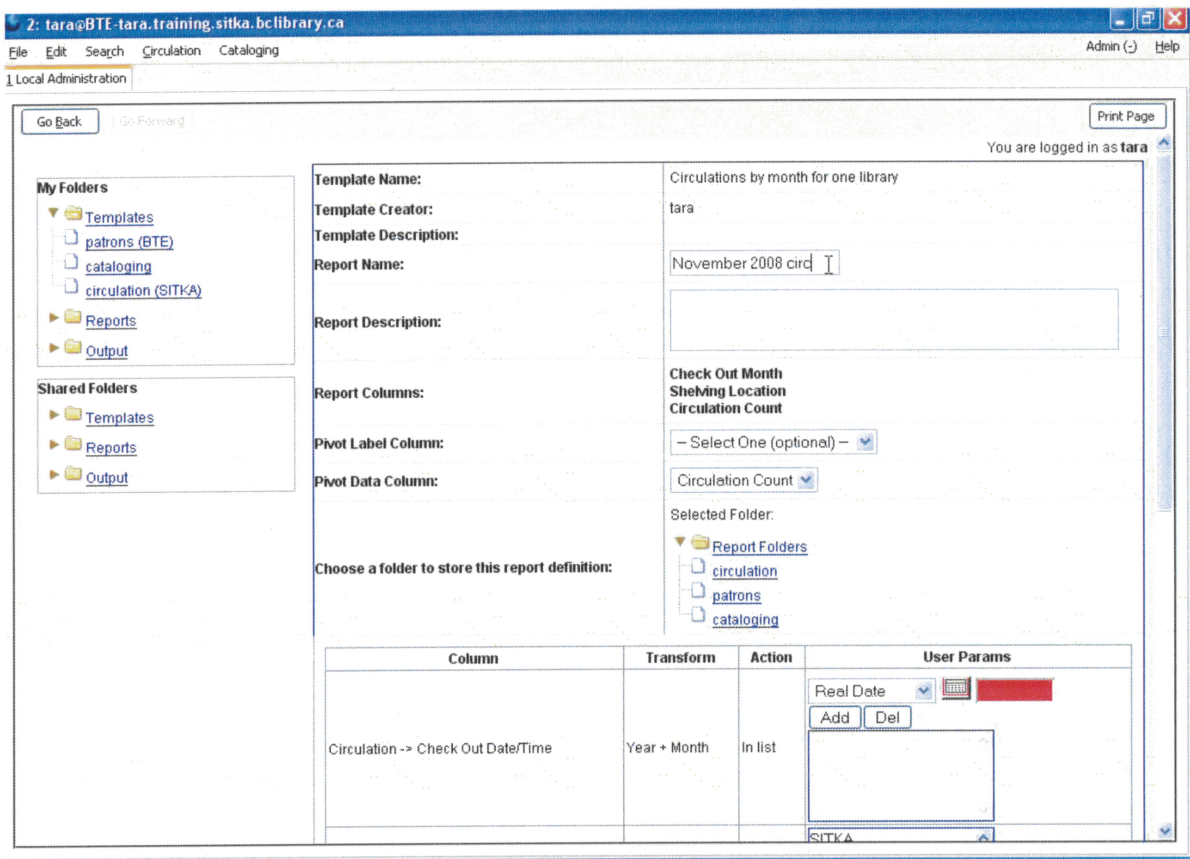 2: tara@BTE-tara.training.sitka.bclibrary.ca
File Edit Search Circulation Cataloging Admin (-) Help
1 Local Administration
Go Back Go Forward Print Page
You are logged in as tara
My Folders
Templates
patrons (BTE)
cataloging
circulation (SITKA)
Reports
Output
Shared Folders
Templates
Reports
Output
Template Name: Circulations by month for one library
Template Creator: tara
Template Description:
Report Name: November 2008 circ
Report Description:
Report Columns: Check Out Month
Shelving Location
Circulation Count
Pivot Label Column: -- Select One (optional) --
Pivot Data Column: Circulation Count
Selected Folder:
Choose a folder to store this report definition:
Report Folders
circulation
patrons
cataloging
Column Transform Action User Params
Real Date
Add Del
Circulation -> Check Out Date/Time Year + Month In list
SITKA